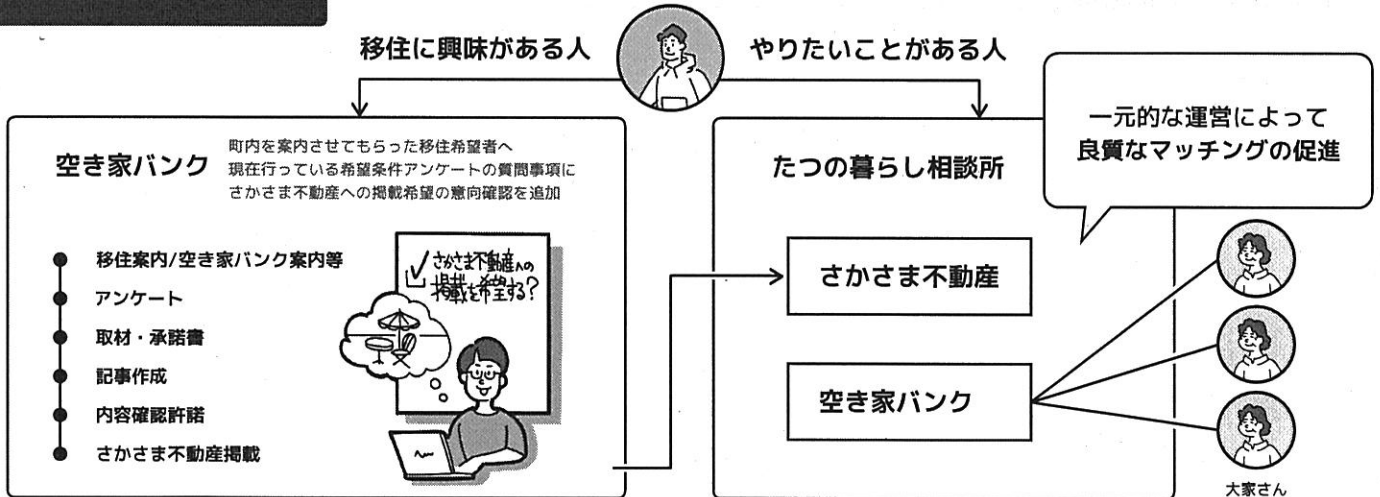 移住に興味がある人
やりたいことがある人
一元的な運営によって
良質なマッチングの促進
空き家バンク
町内を案内させてもらった移住希望者へ
現在行っている希望条件アンケートの質問事項に
さかさま不動産への掲載希望の意向確認を追加
移住案内/空き家バンク案内等
アンケート
取材・承諾書
記事作成
内容確認許諾
さかさま不動産掲載
さかさま不動産への
掲載を希望する?
たつの暮らし相談所
さかさま不動産
空き家バンク
大家さん